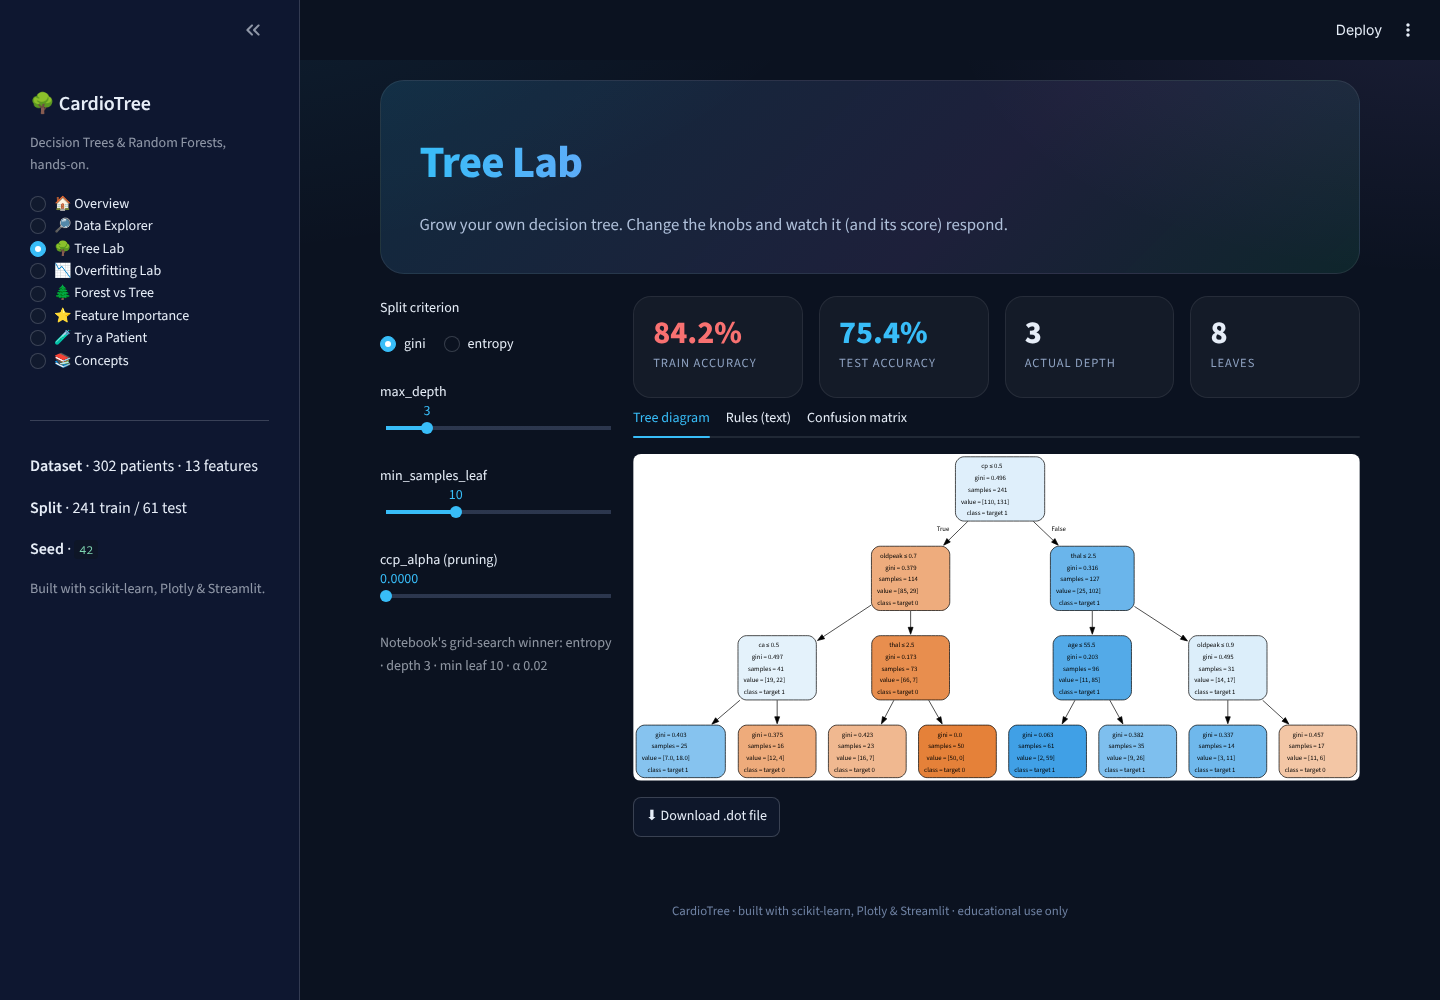 Deploy
🌳 CardioTree
Decision Trees & Random Forests,
hands-on.
🏠 Overview
🔎 Data Explorer
🌳 Tree Lab
📉 Overfitting Lab
🌲 Forest vs Tree
⭐ Feature Importance
🧪 Try a Patient
📚 Concepts
Dataset · 302 patients · 13 features
Split · 241 train / 61 test
Seed · 42
Built with scikit-learn, Plotly & Streamlit.
Tree Lab
Grow your own decision tree. Change the knobs and watch it (and its score) respond.
Split criterion
gini entropy
max_depth
3
min_samples_leaf
10
ccp_alpha (pruning)
0.0000
Notebook's grid-search winner: entropy
· depth 3 · min leaf 10 · α 0.02
84.2%
TRAIN ACCURACY
75.4%
TEST ACCURACY
3
ACTUAL DEPTH
8
LEAVES
Tree diagram Rules (text) Confusion matrix
cp ≤ 0.5
gini = 0.496
samples = 241
value = [110, 131]
class = target 1
True False
oldpeak ≤ 0.7
gini = 0.379
samples = 114
value = [85, 29]
class = target 0
thal ≤ 2.5
gini = 0.316
samples = 127
value = [25, 102]
class = target 1
ca ≤ 0.5
gini = 0.497
samples = 41
value = [19, 22]
class = target 1
thal ≤ 2.5
gini = 0.173
samples = 73
value = [66, 7]
class = target 0
age ≤ 55.5
gini = 0.203
samples = 96
value = [11, 85]
class = target 1
oldpeak ≤ 0.9
gini = 0.495
samples = 31
value = [14, 17]
class = target 1
gini = 0.403
samples = 25
value = [7.0, 18.0]
class = target 1
gini = 0.375
samples = 16
value = [12, 4]
class = target 0
gini = 0.423
samples = 23
value = [16, 7]
class = target 0
gini = 0.0
samples = 50
value = [50, 0]
class = target 0
gini = 0.063
samples = 61
value = [2, 59]
class = target 1
gini = 0.382
samples = 35
value = [9, 26]
class = target 1
gini = 0.337
samples = 14
value = [3, 11]
class = target 1
gini = 0.457
samples = 17
value = [11, 6]
class = target 0
⬇ Download .dot file
CardioTree · built with scikit-learn, Plotly & Streamlit · educational use only